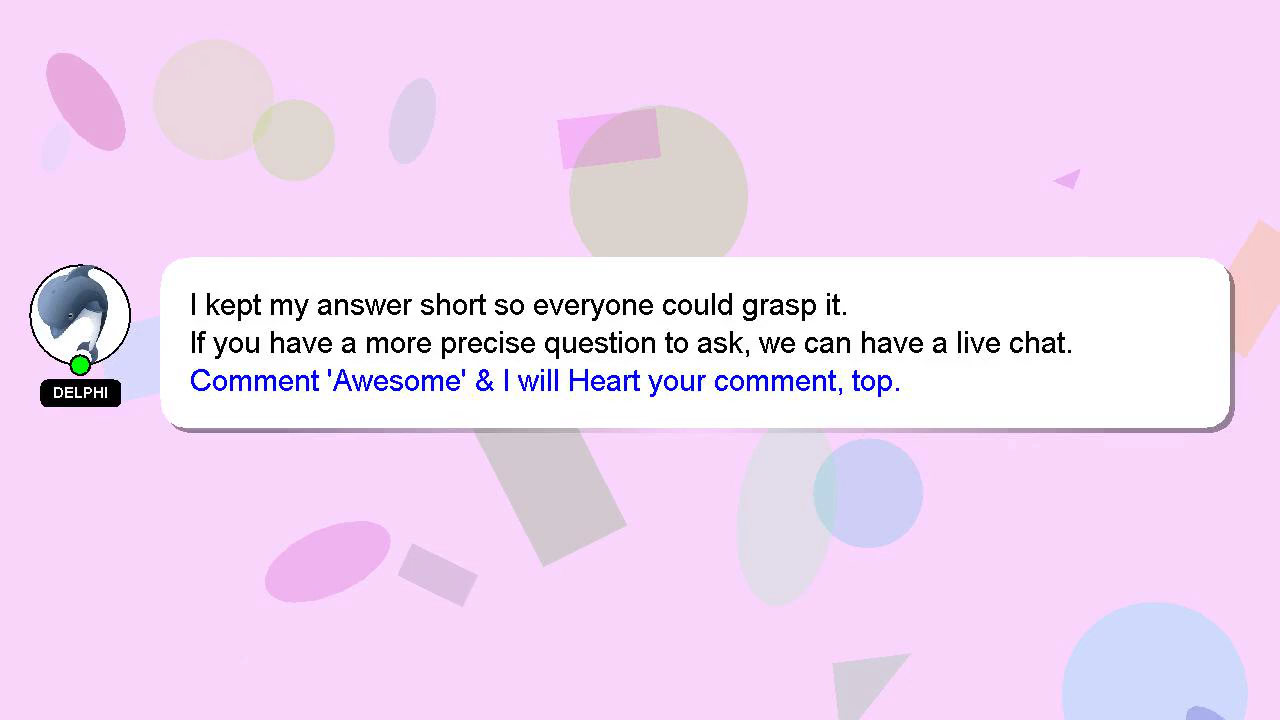 I kept my answer short so everyone could grasp it.
If you have a more precise question to ask, we can have a live chat.
Comment 'Awesome' & I will Heart your comment, top.
DELPHI